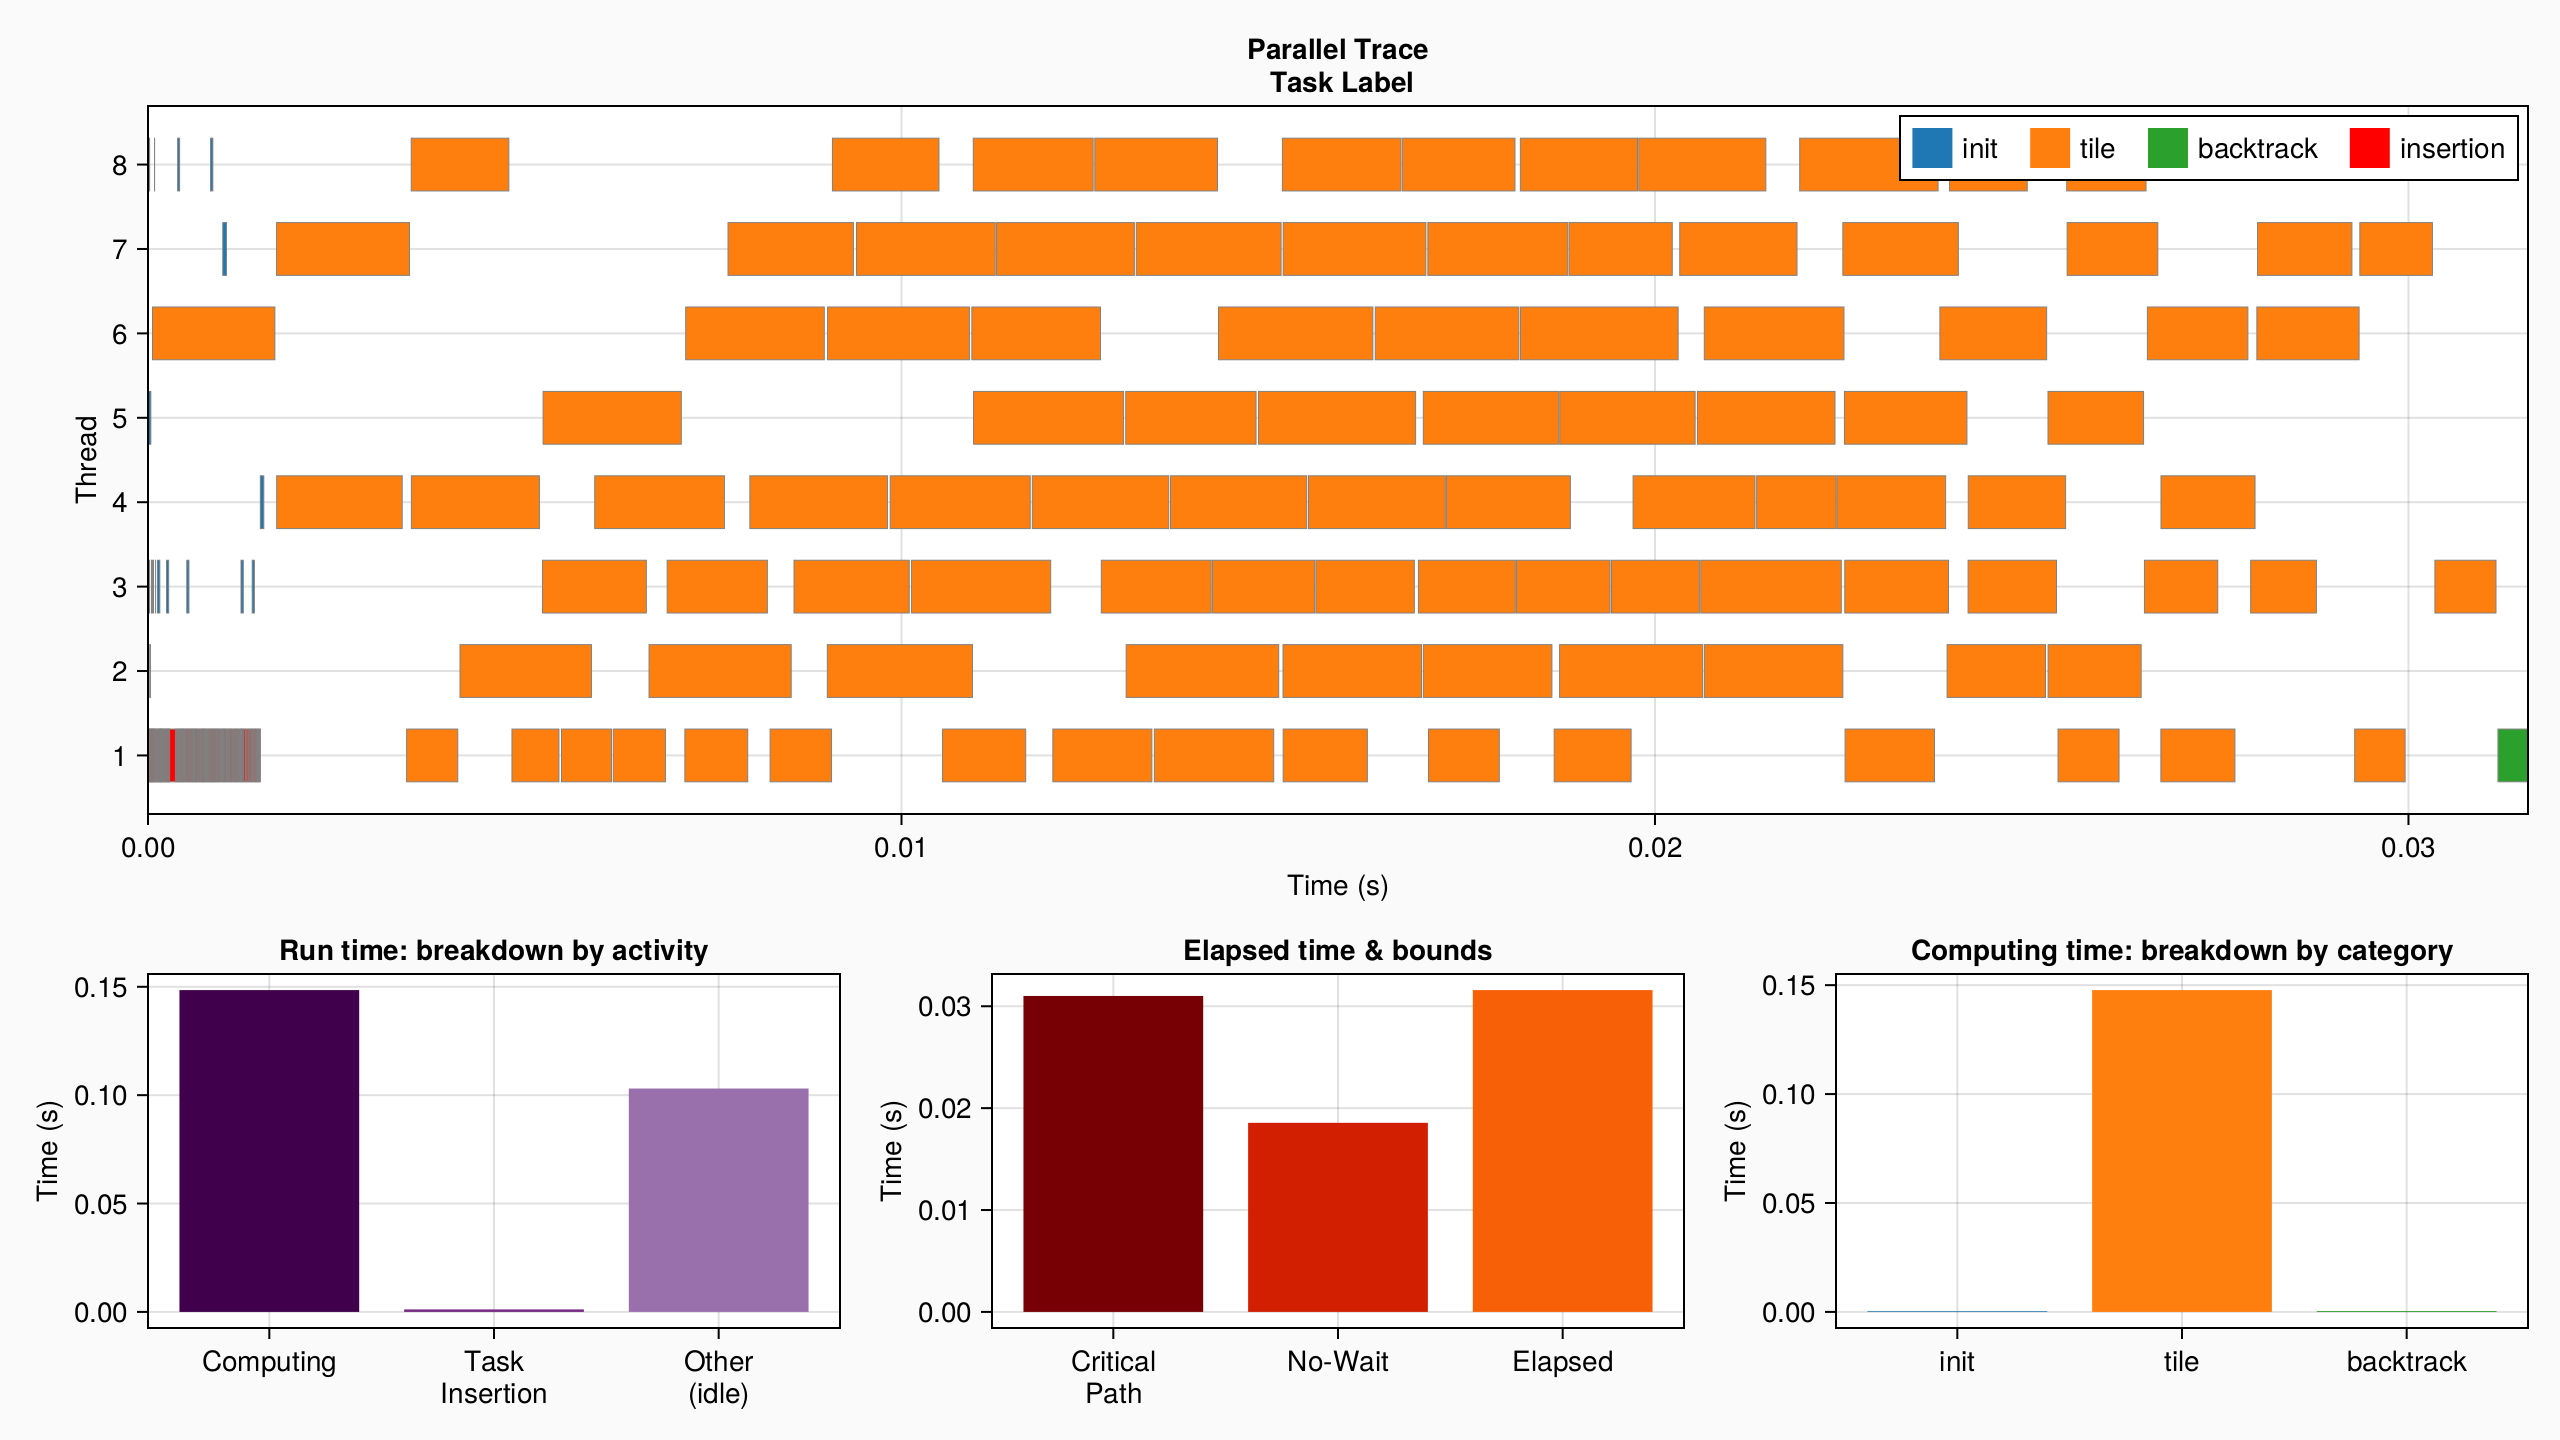 Parallel Trace
Task Label
init
tile
backtrack
insertion
Thread
8
7
6
5
4
3
2
1
0.00
0.01
0.02
0.03
Time (s)
Run time: breakdown by activity
Time (s)
0.15
0.10
0.05
0.00
Computing
Task
Insertion
Other
(idle)
Elapsed time & bounds
Time (s)
0.03
0.02
0.01
0.00
Critical
Path
No-Wait
Elapsed
Computing time: breakdown by category
Time (s)
0.15
0.10
0.05
0.00
init
tile
backtrack